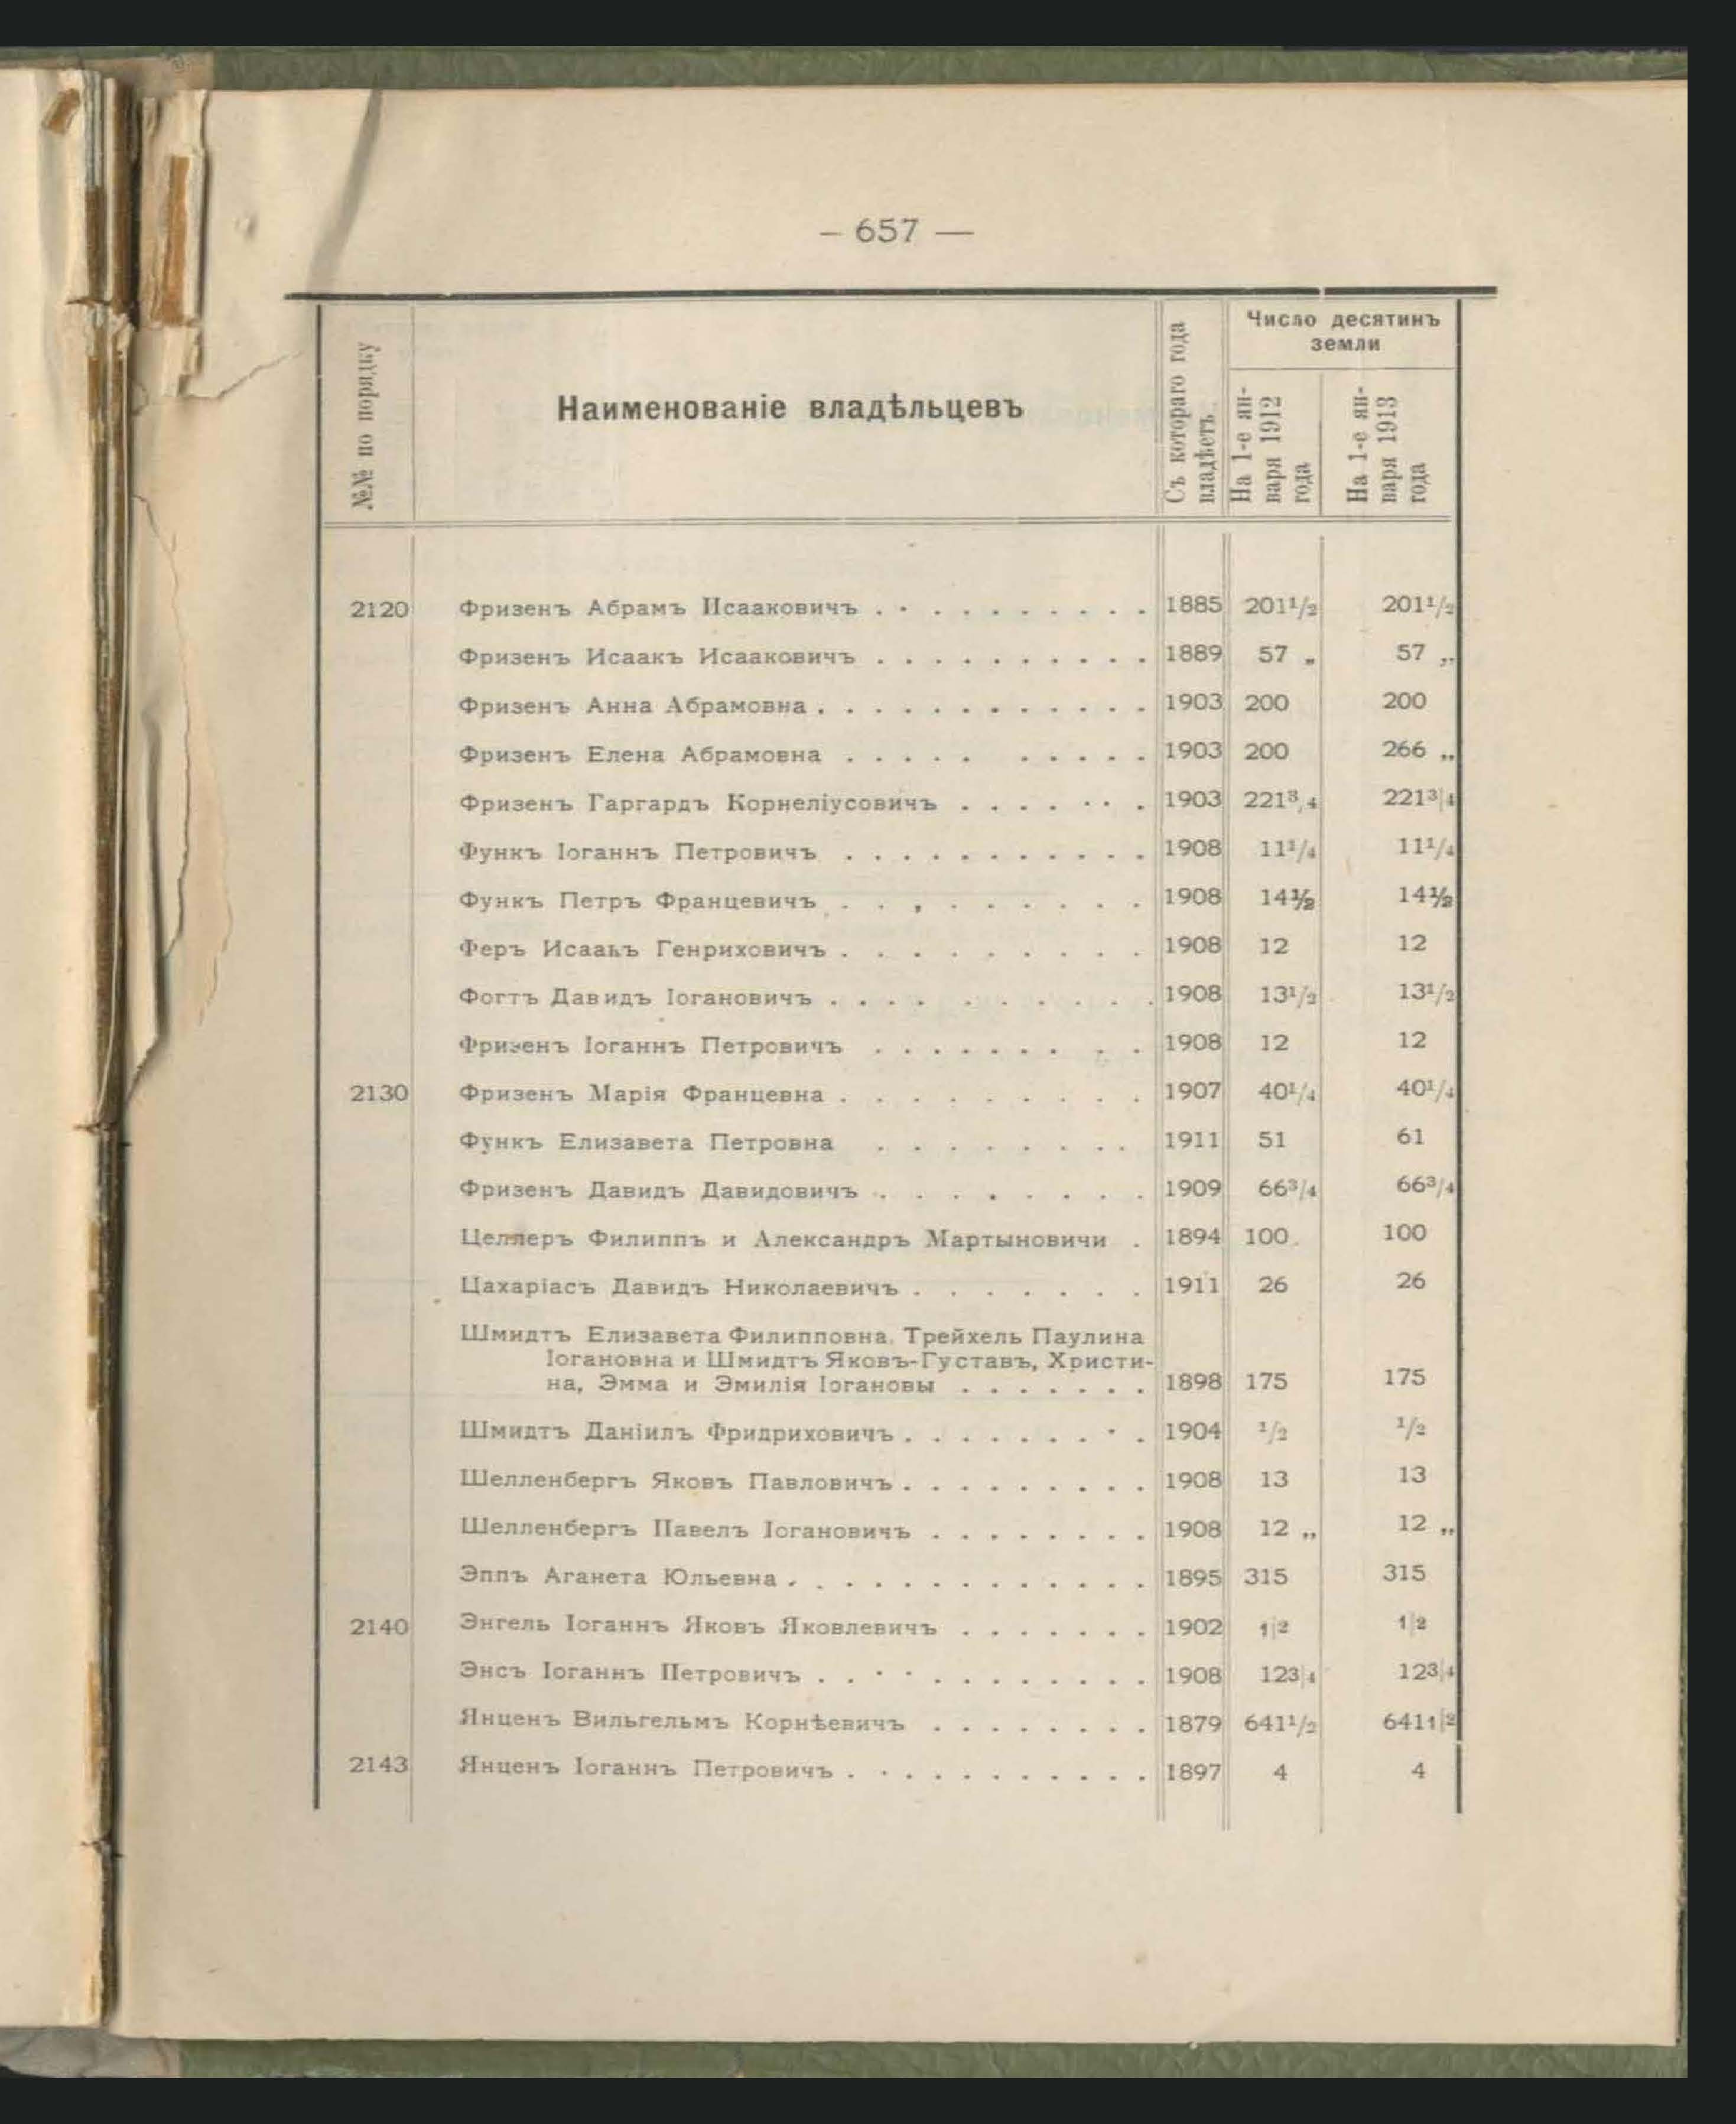 — 657 —
№№ по порядку
Наименованіе владѣльцевъ
Съ котораго года владѣетъ
Число десятинъ земли
На 1-е января 1912 года
На 1-е января 1913 года
2120 Фризенъ Абрамъ Исааковичъ . . . . . . . . . . 1885 201¹/₂ 201¹/₂
Фризенъ Исаакъ Исааковичъ . . . . . . . . . . 1889 57 „ 57 „
Фризенъ Анна Абрамовна . . . . . . . . . . . . 1903 200 200
Фризенъ Елена Абрамовна . . . . . . . . . . 1903 200 266 „
Фризенъ Гаргардъ Корнеліусовичъ . . . . . . . 1903 221³/₄ 221³|₄
Функъ Іоганнъ Петровичъ . . . . . . . . . . . 1908 11¹/₄ 11¹/₄
Функъ Петръ Францевичъ . . . . . . . . . . . 1908 14½ 14½
Феръ Исаакъ Генриховичъ . . . . . . . . . . . 1908 12 12
Фогтъ Давидъ Іогановичъ . . . . . . . . . . . 1908 13¹/₂ 13¹/₂
Фризенъ Іоганнъ Петровичъ . . . . . . . . . 1908 12 12
2130 Фризенъ Марія Францевна . . . . . . . . . . . 1907 40¹/₄ 40¹/₄
Функъ Елизавета Петровна . . . . . . . . . 1911 51 61
Фризенъ Давидъ Давидовичъ . . . . . . . . . . 1909 66³/₄ 66³/₄
Целлеръ Филиппъ и Александръ Мартыновичи . 1894 100 100
Цахаріасъ Давидъ Николаевичъ . . . . . . . . . 1911 26 26
Шмидтъ Елизавета Филипповна, Трейхель Паулина
Іогановна и Шмидтъ Яковъ-Густавъ, Христи-
на, Эмма и Эмилія Іогановы . . . . . . . 1898 175 175
Шмидтъ Даніилъ Фридриховичъ . . . . . . . . . 1904 ¹/₂ ¹/₂
Шелленбергъ Яковъ Павловичъ . . . . . . . . . 1908 13 13
Шелленбергъ Павелъ Іогановичъ . . . . . . . . 1908 12 „ 12 „
Эппъ Аганета Юльевна . . . . . . . . . . . . . 1895 315 315
2140 Энгель Іоганнъ Яковъ Яковлевичъ . . . . . . . 1902 1|2 1|2
Энсъ Іоганнъ Петровичъ . . . . . . . . . . . . 1908 123|4 123|4
Янценъ Вильгельмъ Корнѣевичъ . . . . . . . . 1879 641¹/₂ 6411|2
2143 Янценъ Іоганнъ Петровичъ . . . . . . . . . . . 1897 4 4